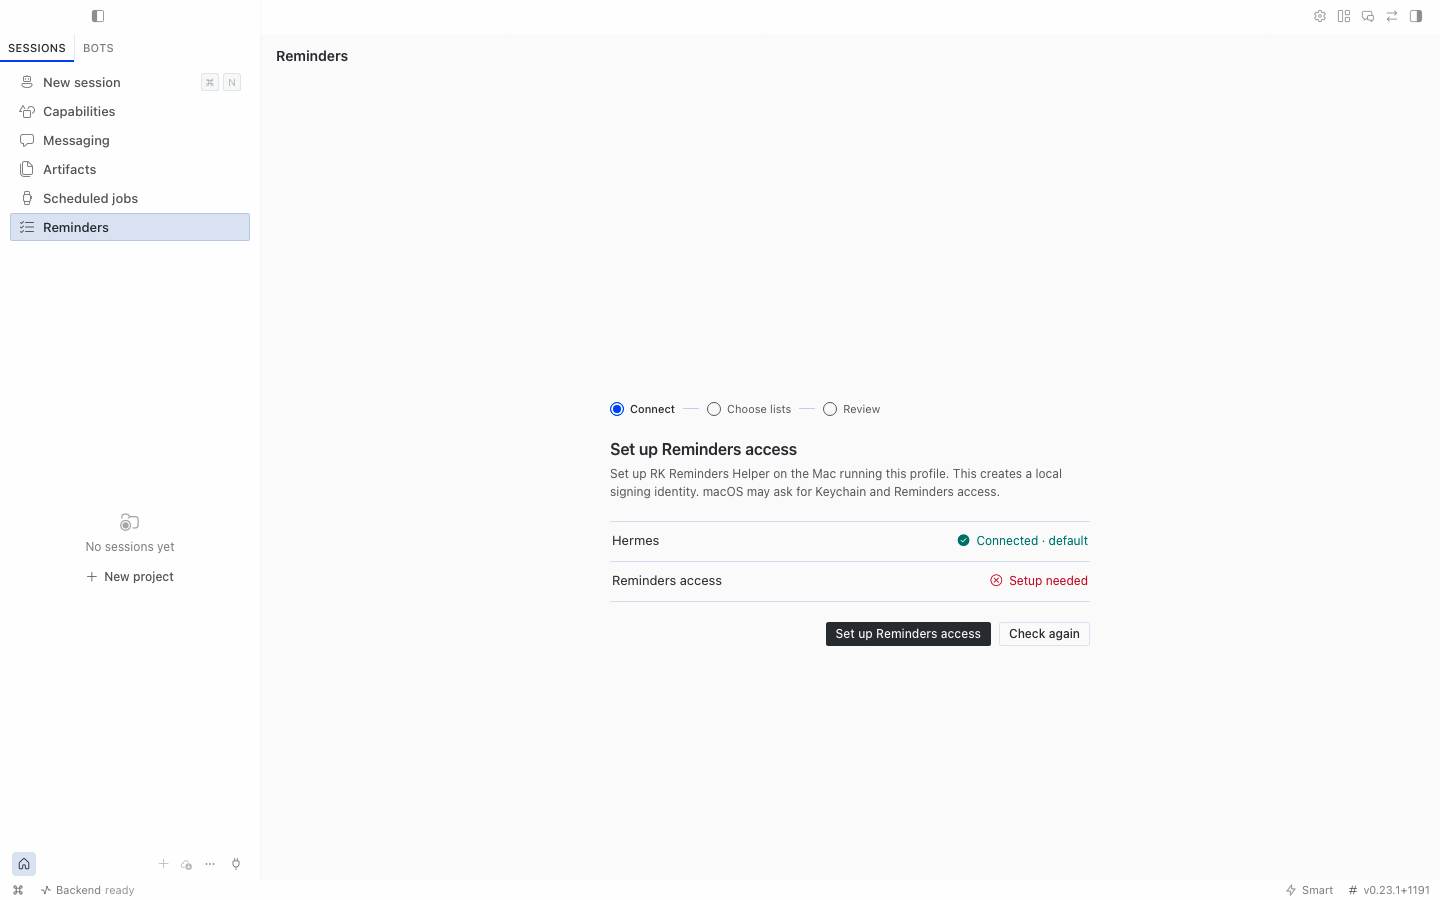 SESSIONS
BOTS
New session
⌘ N
Capabilities
Messaging
Artifacts
Scheduled jobs
Reminders
No sessions yet
New project
Reminders
Connect
Choose lists
Review
Set up Reminders access
Set up RK Reminders Helper on the Mac running this profile. This creates a local
signing identity. macOS may ask for Keychain and Reminders access.
Hermes
Connected · default
Reminders access
Setup needed
Set up Reminders access
Check again
Backend ready
Smart
# v0.23.1+1191